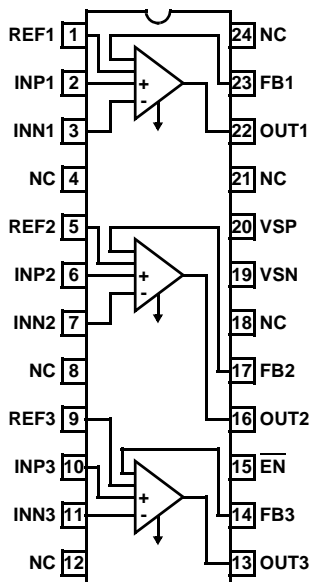 REF1 1 24 NC
INP1 2 + 23 FB1
INN1 3 - 22 OUT1
NC 4 21 NC
REF2 5 20 VSP
INP2 6 + 19 VSN
INN2 7 - 18 NC
NC 8 17 FB2
REF3 9 16 OUT2
INP3 10 15 EN
INN3 11 + - 14 FB3
NC 12 13 OUT3